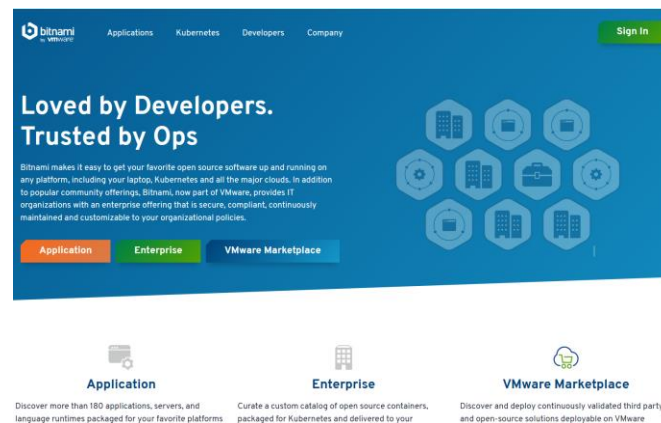 bitnami
by vmware
Applications
Kubernetes
Developers
Company
Sign In
Loved by Developers.
Trusted by Ops
Bitnami makes it easy to get your favorite open source software up and running on
any platform, including your laptop, Kubernetes and all the major clouds. In addition
to popular community offerings, Bitnami, now part of VMware, provides IT
organizations with an enterprise offering that is secure, compliant, continuously
maintained and customizable to your organizational policies.
Application
Enterprise
VMware Marketplace
Application
Discover more than 180 applications, servers, and
language runtimes packaged for your favorite platforms
Enterprise
Curate a custom catalog of open source containers,
packaged for Kubernetes and delivered to your
VMware Marketplace
Discover and deploy continuously validated third party
and open-source solutions deployable on VMware